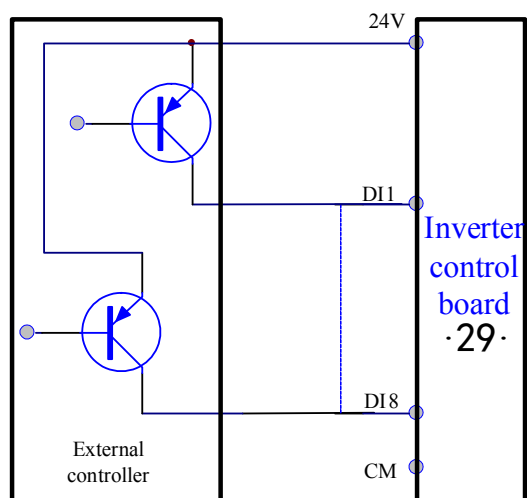 24V
DI1
Inverter
control
board
·29·
DI8
External
controller
CM